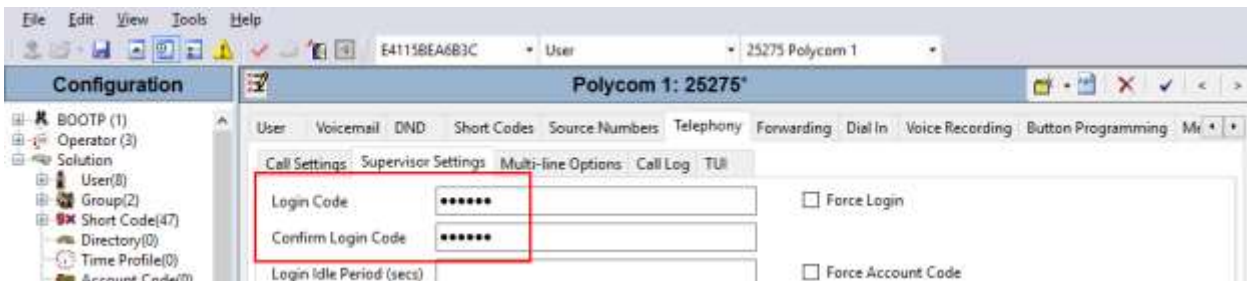 File Edit View Tools Help
E4115BEA6B3C User 25275 Polycom 1
Configuration Polycom 1: 25275*
BOOTP (1)
Operator (3)
Solution
User(8)
Group(2)
Short Code(47)
Directory(0)
Time Profile(0)
Account Code(0)
User Voicemail DND Short Codes Source Numbers Telephony Forwarding Dial In Voice Recording Button Programming
Call Settings Supervisor Settings Multi-line Options Call Log TUI
Login Code •••••• Force Login
Confirm Login Code ••••••
Login Idle Period (secs) Force Account Code